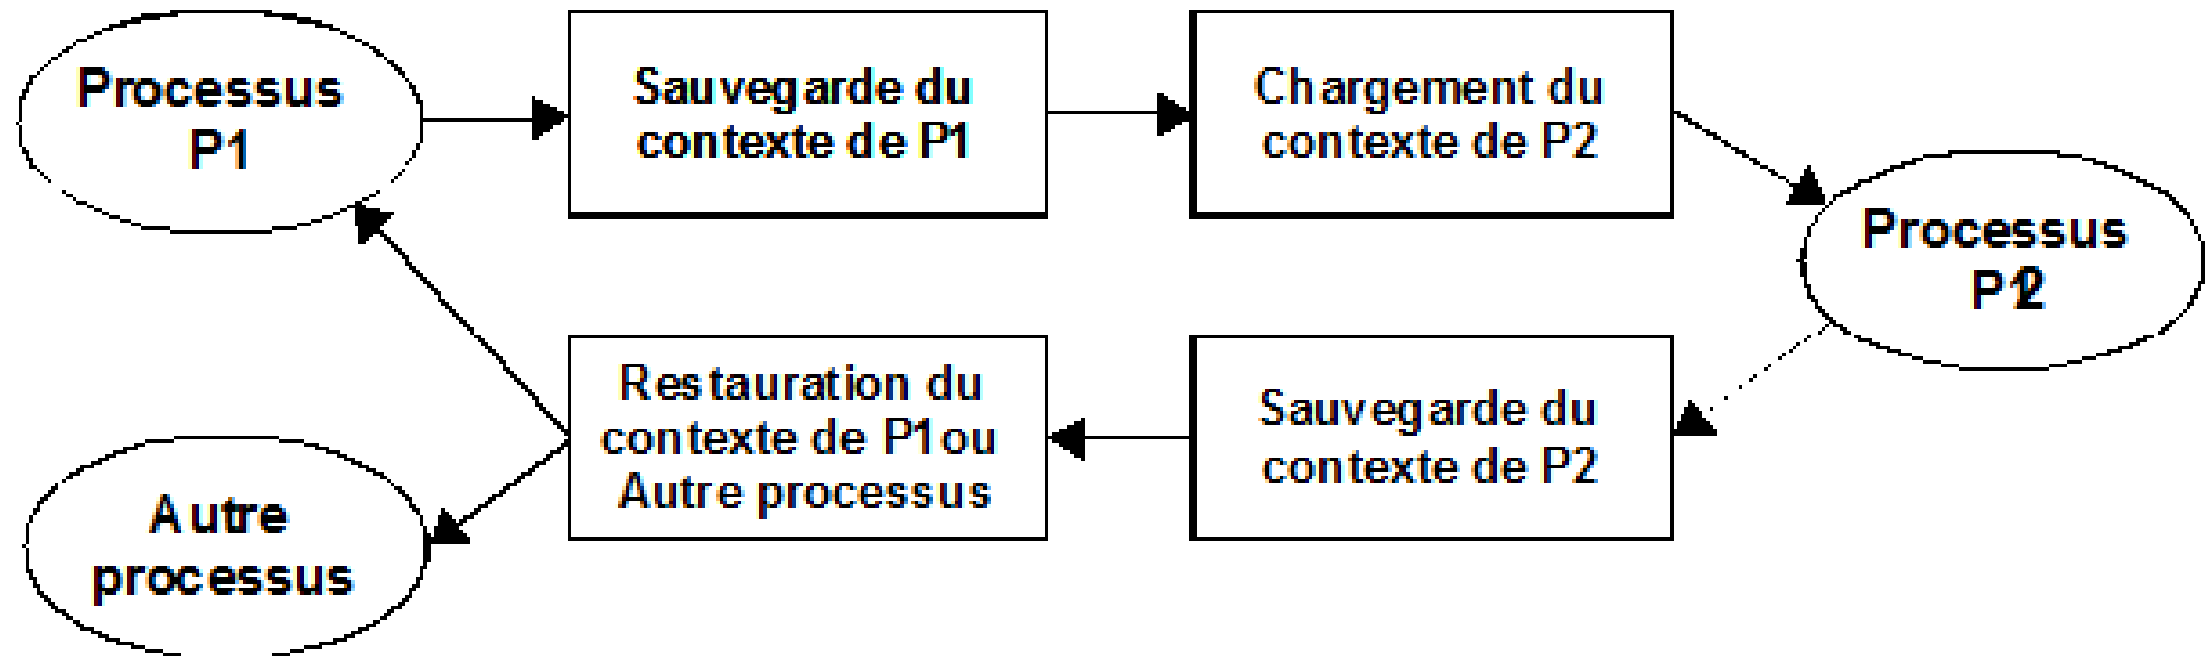 Processus
P1
Sauvegarde du
contexte de P1
Chargement du
contexte de P2
Processus
P2
Restauration du
contexte de P1ou
Autre processus
Sauvegarde du
contexte de P2
Autre
processus